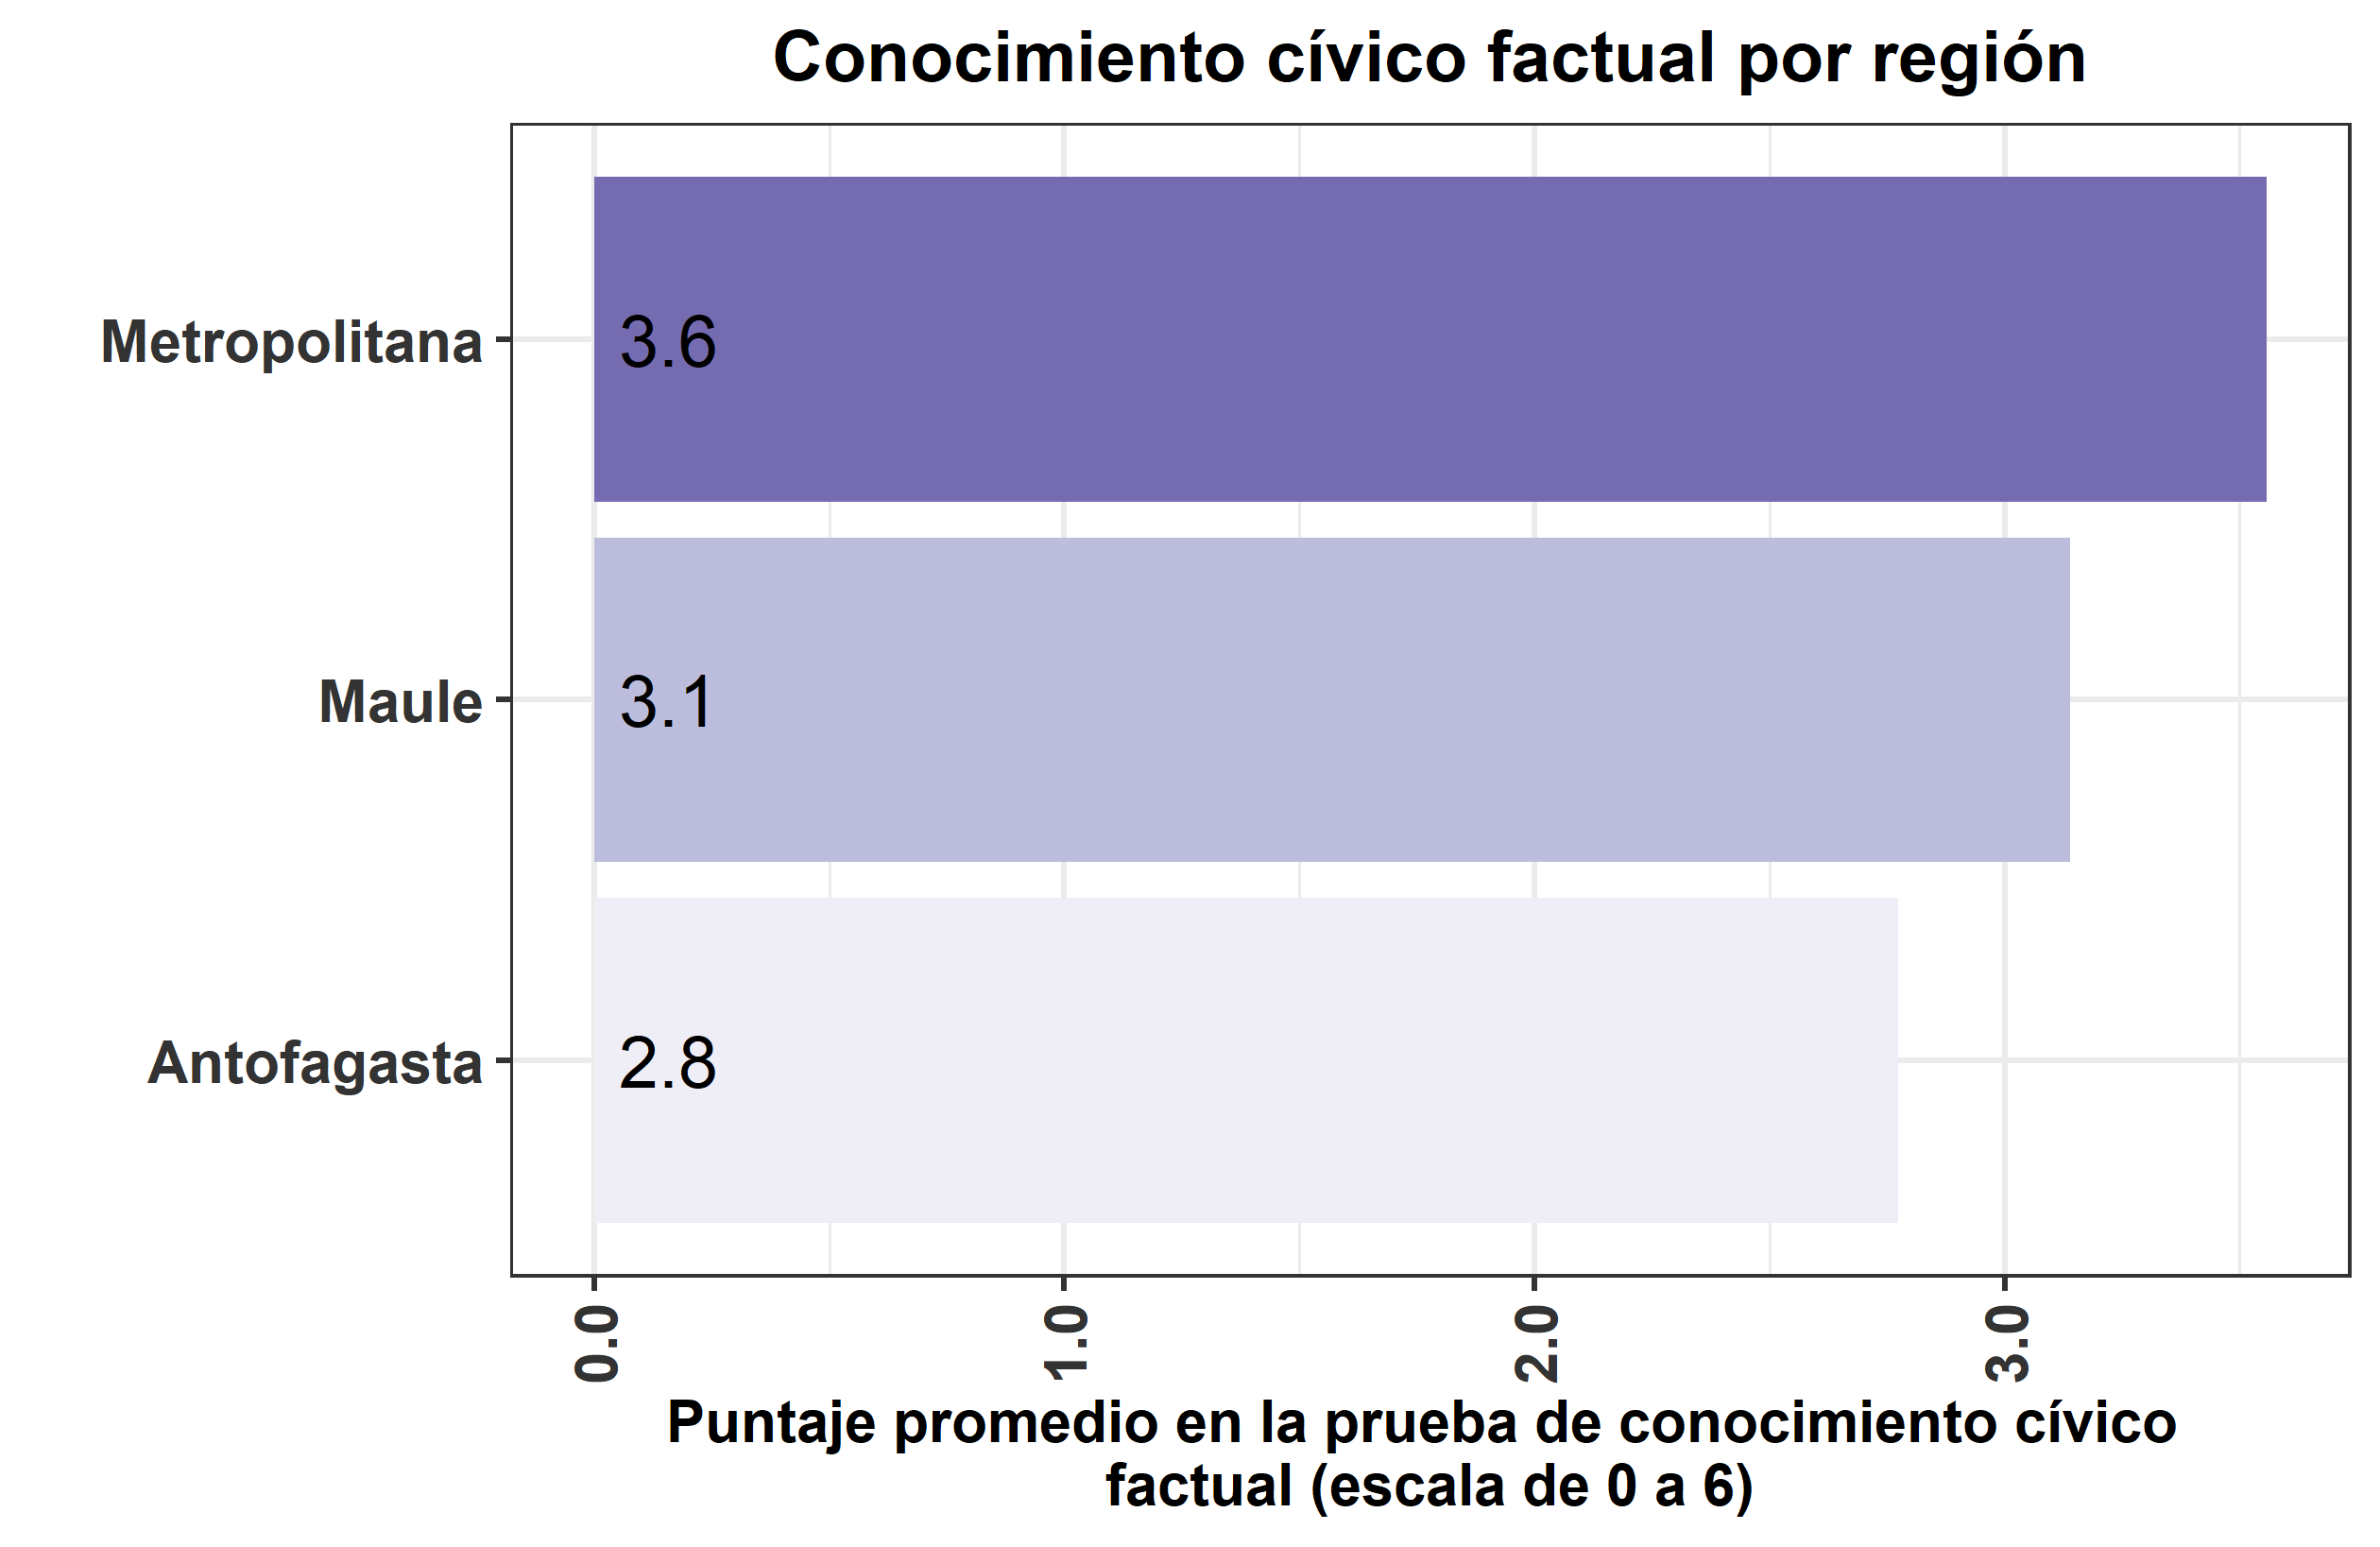 Conocimiento cívico factual por región
Metropolitana
3.6
Maule
3.1
Antofagasta
2.8
0.0
1.0
2.0
3.0
Puntaje promedio en la prueba de conocimiento cívico
factual (escala de 0 a 6)